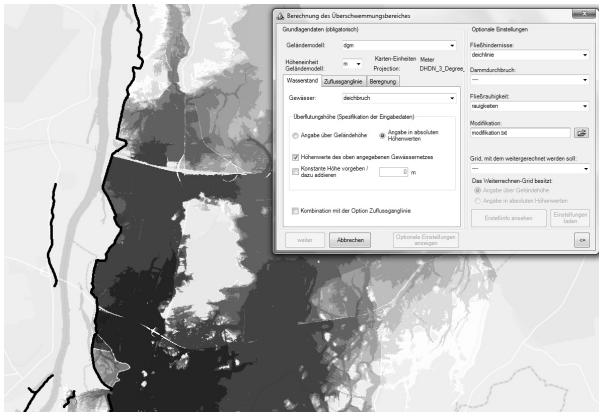 Berechnung des Überschwemmungsbereiches
Grundlagendaten (obligatorisch)
Geländemodell: dgm
Höheneinheit Geländemodell: m
Karten-Einheiten Meter
Projection: DHDN_3_Degree_
Wasserstand Zuflussganglinie Beregnung
Gewässer: deichbruch
Überflutungshöhe (Spezifikation der Eingabedaten)
Angabe über Geländehöhe
Angabe in absoluten
Höhenwerten
Höhenwerte des oben angegebenen Gewässernetzes
Konstante Höhe vorgeben /
dazu addieren
0 m
Kombination mit der Option Zuflussganglinie
weiter
Abbrechen
Optionale Einstellungen
anzeigen
Optionale Einstellungen
Fließhindernisse:
deichlinie
Dammdurchbruch:
---
Fließrauhigkeit:
rauigkeiten
Modifikation:
modifikation.txt
Grid, mit dem weitergerechnet werden soll:
---
Das Weiterrechnen-Grid besitzt:
Angabe über Geländehöhe
Angabe in absoluten Höhenwerten
Erstellinfo ansehen
Einstellungen
laden
<=